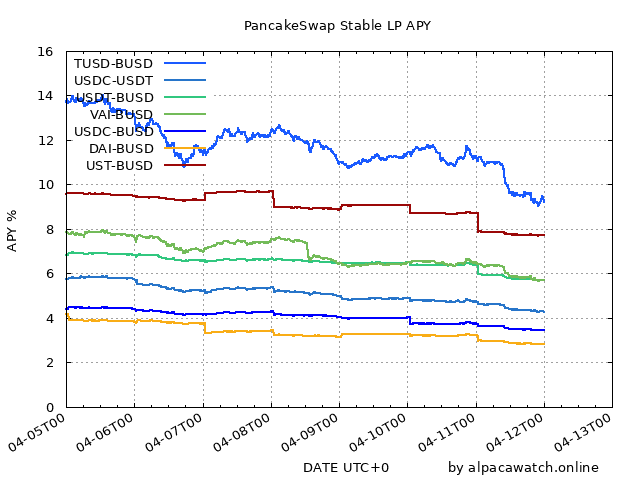 PancakeSwap Stable LP APY
16
14
12
10
8
6
4
2
0
APY %
TUSD-BUSD
USDC-USDT
USDT-BUSD
VAI-BUSD
USDC-BUSD
DAI-BUSD
UST-BUSD
04-05T00
04-06T00
04-07T00
04-08T00
04-09T00
04-10T00
04-11T00
04-12T00
04-13T00
DATE UTC+0
by alpacawatch.online